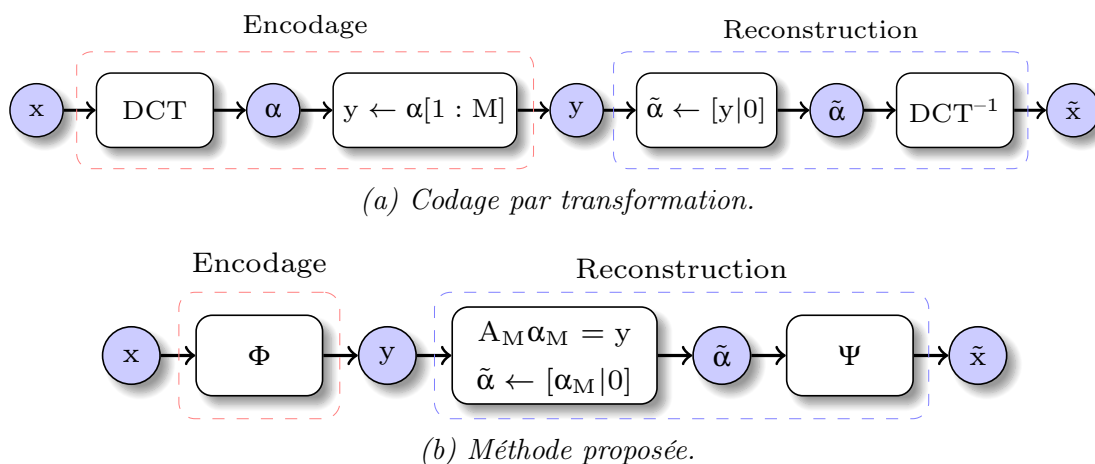 Encodage
Reconstruction
x DCT α y ← α[1 : M] y α̃ ← [y|0] α̃ DCT⁻¹ x̃
(a) Codage par transformation.
Encodage
Reconstruction
x Φ y A_M α_M = y α̃ Ψ x̃
α̃ ← [α_M|0]
(b) Méthode proposée.